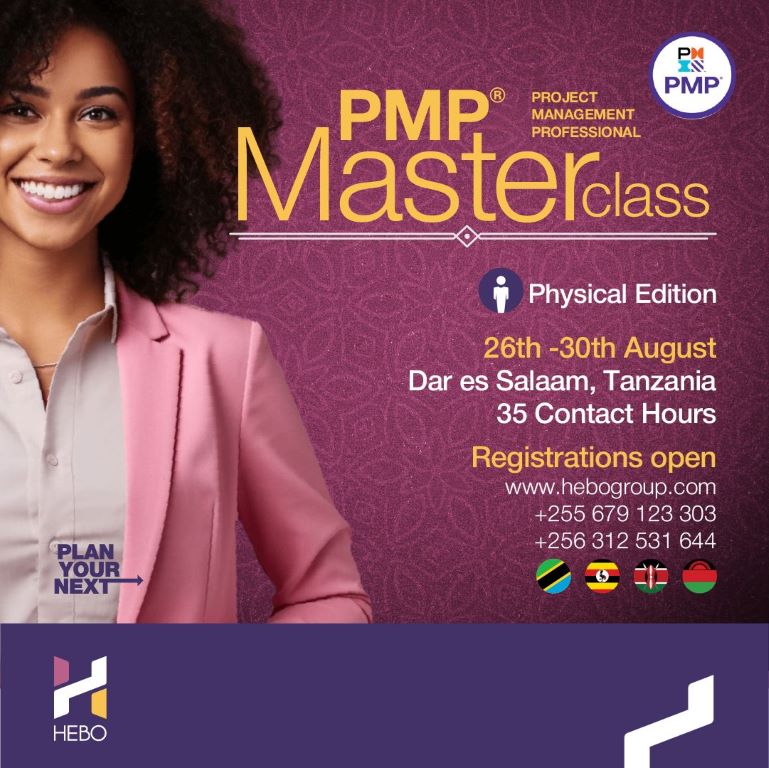 PMP®
PROJECT
MANAGEMENT
PROFESSIONAL
PMP®
Masterclass
Physical Edition
26th -30th August
Dar es Salaam, Tanzania
35 Contact Hours
Registrations open
www.hebogroup.com
+255 679 123 303
+256 312 531 644
PLAN
YOUR
NEXT
HEBO